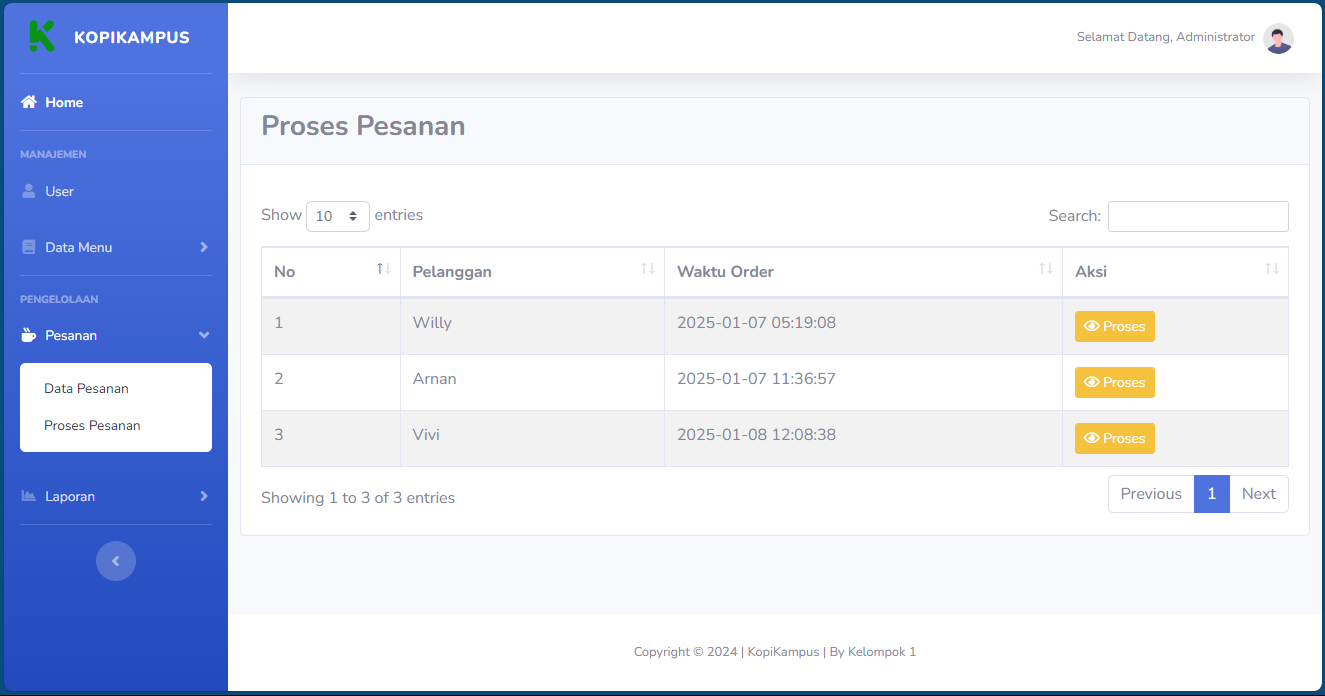 KOPIKAMPUS
Selamat Datang, Administrator
Home
MANAJEMEN
User
Data Menu
PENGELOLAAN
Pesanan
Data Pesanan
Proses Pesanan
Laporan
Proses Pesanan
Show 10 entries Search:
No Pelanggan Waktu Order Aksi
1 Willy 2025-01-07 05:19:08 Proses
2 Arnan 2025-01-07 11:36:57 Proses
3 Vivi 2025-01-08 12:08:38 Proses
Showing 1 to 3 of 3 entries Previous 1 Next
Copyright © 2024 | KopiKampus | By Kelompok 1